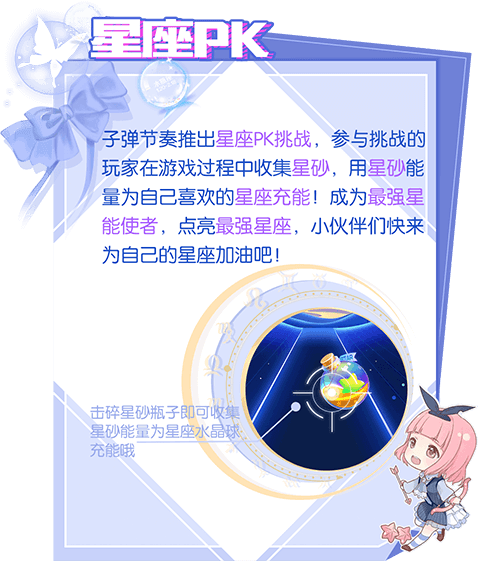 星座PK
子弹节奏推出星座PK挑战，参与挑战的
玩家在游戏过程中收集星砂，用星砂能
量为自己喜欢的星座充能！成为最强星
能使者，点亮最强星座，小伙伴们快来
为自己的星座加油吧！
击碎星砂瓶子即可收集
星砂能量为星座水晶球
充能哦